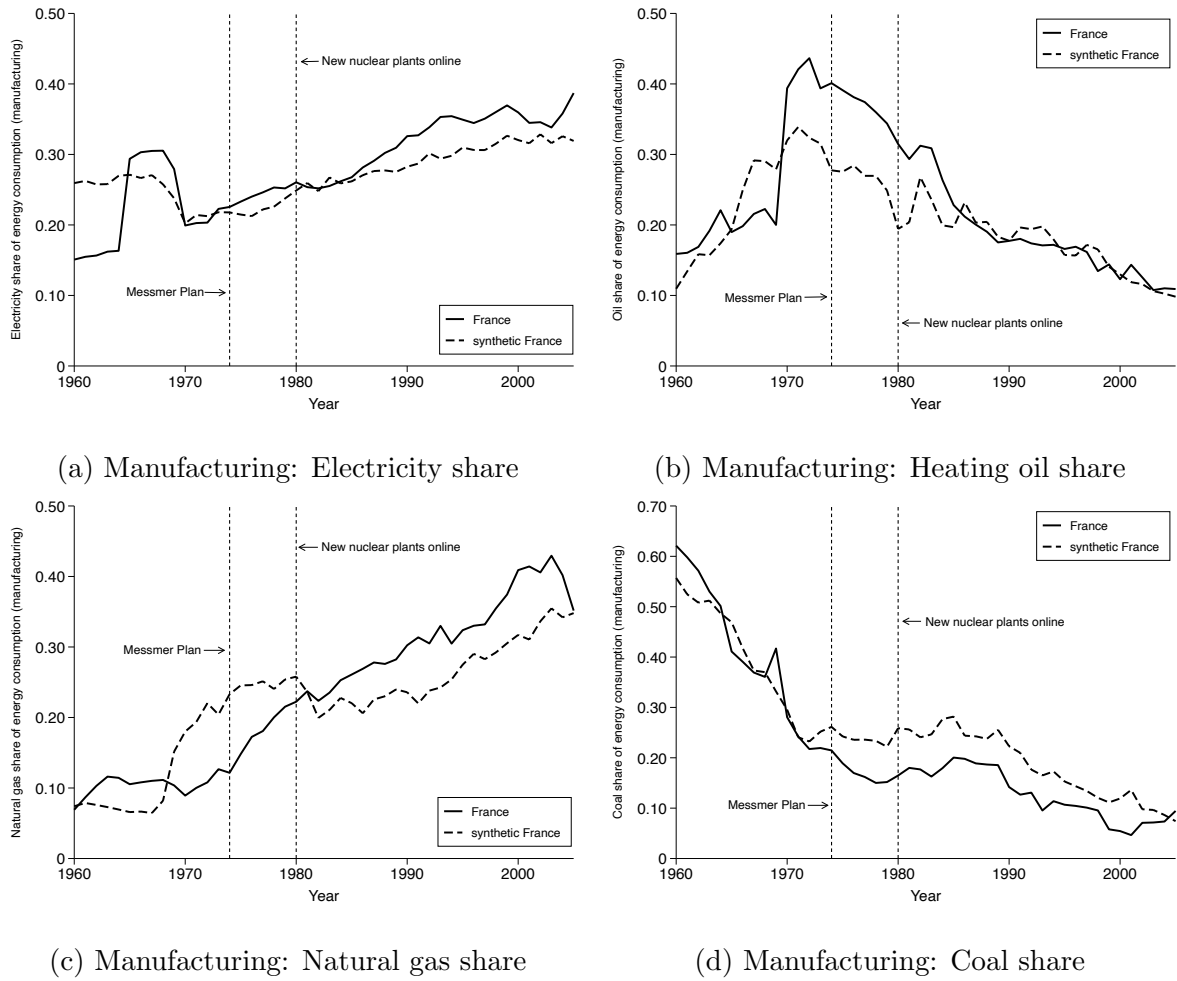 Electricity share of energy consumption (manufacturing)
0.50
0.40
0.30
0.20
0.10
0
New nuclear plants online
Messmer Plan
France
synthetic France
1960 1970 1980 1990 2000
Year
(a) Manufacturing: Electricity share
Oil share of energy consumption (manufacturing)
0.50
0.40
0.30
0.20
0.10
0
France
synthetic France
Messmer Plan
New nuclear plants online
1960 1970 1980 1990 2000
Year
(b) Manufacturing: Heating oil share
Natural gas share of energy consumption (manufacturing)
0.50
0.40
0.30
0.20
0.10
0
New nuclear plants online
Messmer Plan
France
synthetic France
1960 1970 1980 1990 2000
Year
(c) Manufacturing: Natural gas share
Coal share of energy consumption (manufacturing)
0.70
0.60
0.50
0.40
0.30
0.20
0.10
0
France
synthetic France
New nuclear plants online
Messmer Plan
1960 1970 1980 1990 2000
Year
(d) Manufacturing: Coal share